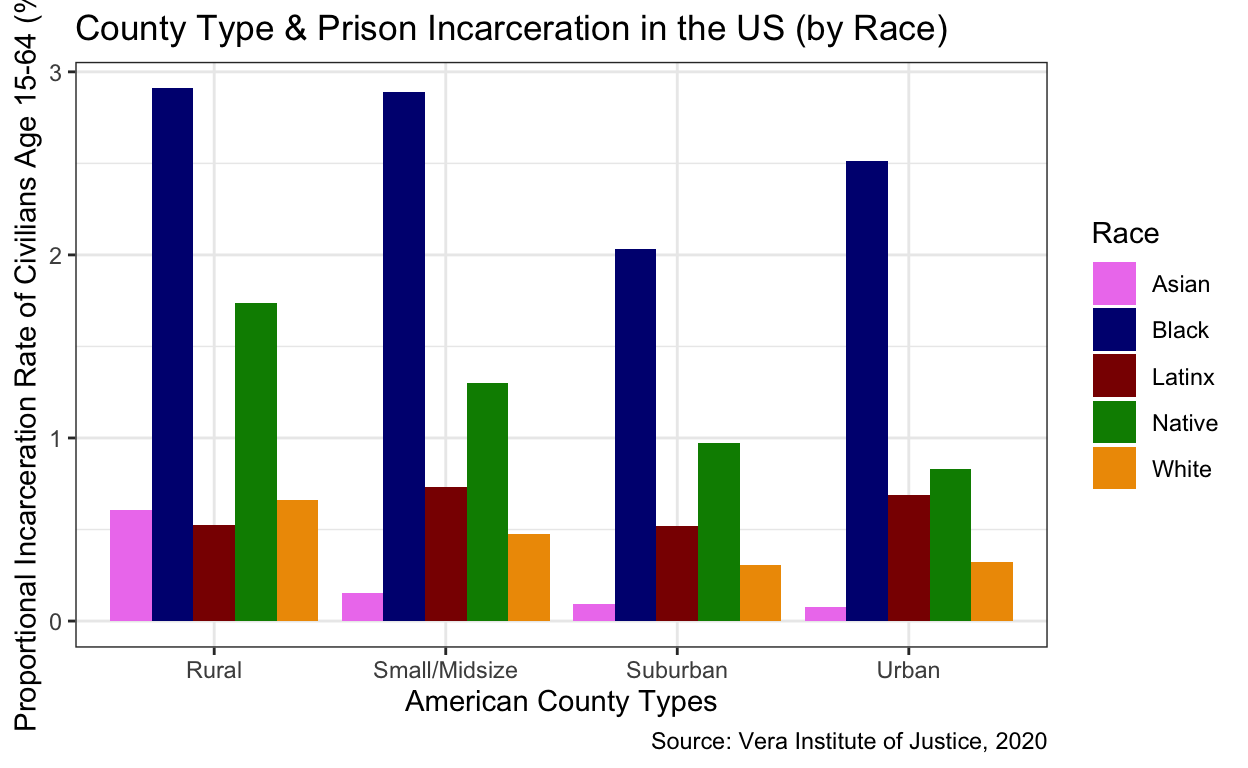 County Type & Prison Incarceration in the US (by Race)
Proportional Incarceration Rate of Civilians Age 15-64 (%
3
2
1
0
Rural
Small/Midsize
Suburban
Urban
American County Types
Source: Vera Institute of Justice, 2020
Race
Asian
Black
Latinx
Native
White